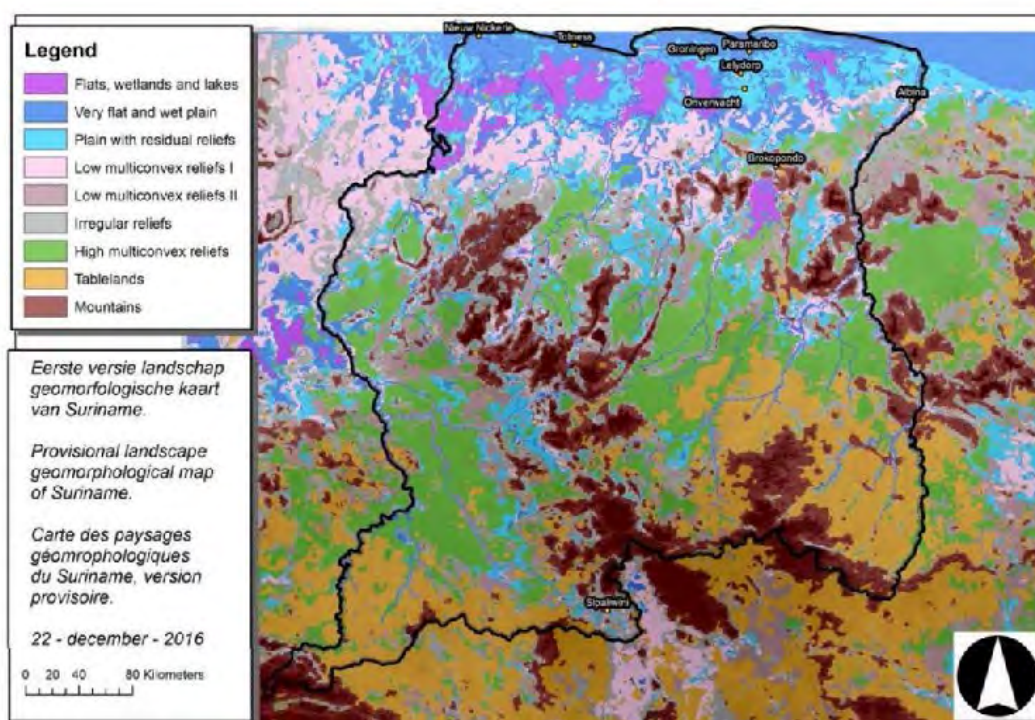 Legend
Flats, wetlands and lakes
Very flat and wet plain
Plain with residual reliefs
Low multiconvex reliefs I
Low multiconvex reliefs II
Irregular reliefs
High multiconvex reliefs
Tablelands
Mountains
Eerste versie landschap
geomorfologische kaart
van Suriname.
Provisional landscape
geomorphological map
of Suriname.
Carte des paysages
géomrophologiques
du Suriname, version
provisoire.
22 - december - 2016
0 20 40 80 Kilometers
Nieuw Nickerie
Totness
Groningen
Paramaribo
Lelydorp
Onverwacht
Albina
Brokopondo
Sipaliwini